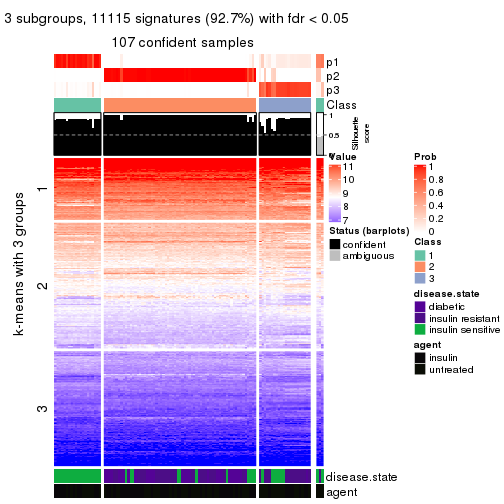 3 subgroups, 11115 signatures (92.7%) with fdr < 0.05
107 confident samples
p1
p2
p3
Class
1
0.5
0
Silhouette
score
k-means with 3 groups
1
2
3
disease.state
agent
Value
11
10
9
8
7
Status (barplots)
confident
ambiguous
Prob
1
0.8
0.6
0.4
0.2
0
Class
1
2
3
disease.state
diabetic
insulin resistant
insulin sensitive
agent
insulin
untreated